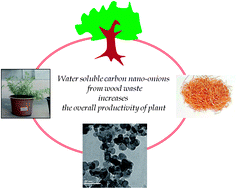 Water soluble carbon nano-onions
from wood waste
increases
the overall productivity of plant